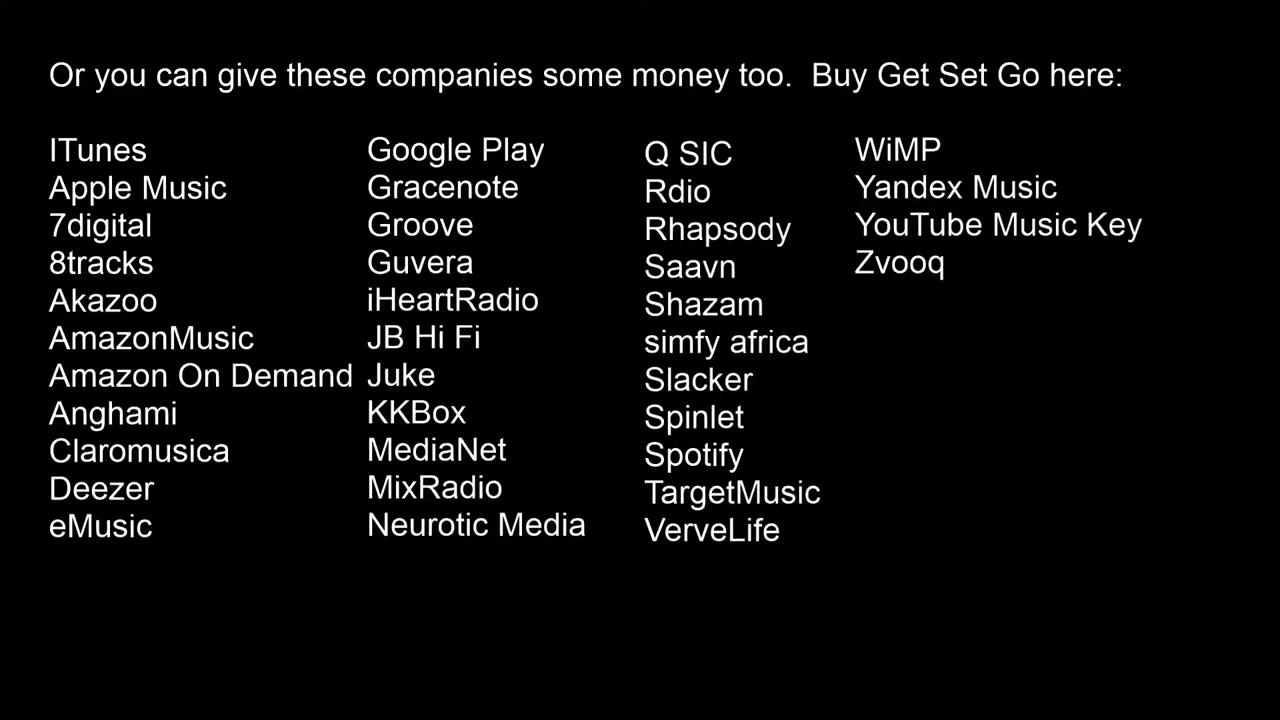 Or you can give these companies some money too.  Buy Get Set Go here:
ITunes
Apple Music
7digital
8tracks
Akazoo
AmazonMusic
Amazon On Demand
Anghami
Claromusica
Deezer
eMusic
Google Play
Gracenote
Groove
Guvera
iHeartRadio
JB Hi Fi
Juke
KKBox
MediaNet
MixRadio
Neurotic Media
Q SIC
Rdio
Rhapsody
Saavn
Shazam
simfy africa
Slacker
Spinlet
Spotify
TargetMusic
VerveLife
WiMP
Yandex Music
YouTube Music Key
Zvooq